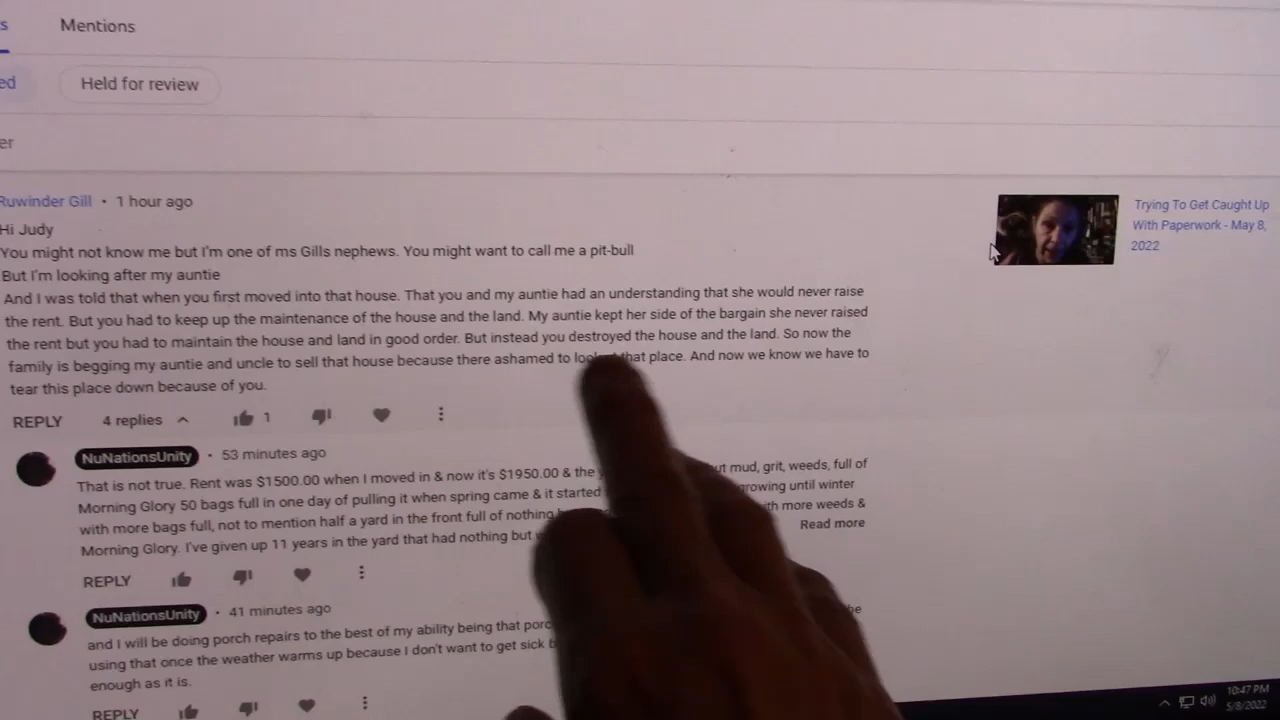 s
Mentions
ed
Held for review
er
Ruwinder Gill • 1 hour ago
Hi Judy
You might not know me but I'm one of ms Gills nephews. You might want to call me a pit-bull
But I'm looking after my auntie
And I was told that when you first moved into that house. That you and my auntie had an understanding that she would never raise
the rent. But you had to keep up the maintenance of the house and the land. My auntie kept her side of the bargain she never raised
the rent but you had to maintain the house and land in good order. But instead you destroyed the house and the land. So now the
family is begging my auntie and uncle to sell that house because there ashamed to that place. And now we know we have to
tear this place down because of you.
REPLY 4 replies 1
Trying To Get Caught Up
With Paperwork - May 8,
2022
NuNationsUnity • 53 minutes ago
That is not true. Rent was $1500.00 when I moved in & now it's $1950.00 & the mud, grit, weeds, full of
Morning Glory 50 bags full in one day of pulling it when spring came & it started growing until winter
with more bags full, not to mention half a yard in the front full of nothing more weeds &
Morning Glory. I've given up 11 years in the yard that had nothing but
Read more
REPLY
NuNationsUnity • 41 minutes ago
and I will be doing porch repairs to the best of my ability being that
using that once the weather warms up because I don't want to get sick
enough as it is.
REPLY
10:47 PM
5/8/2022